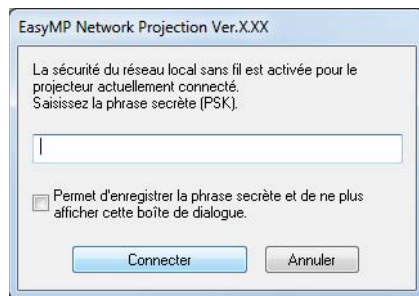 EasyMP Network Projection Ver.X.XX
La sécurité du réseau local sans fil est activée pour le
projecteur actuellement connecté.
Saisissez la phrase secrète (PSK).
Permet d'enregistrer la phrase secrète et de ne plus
afficher cette boîte de dialogue.
Connecter
Annuler